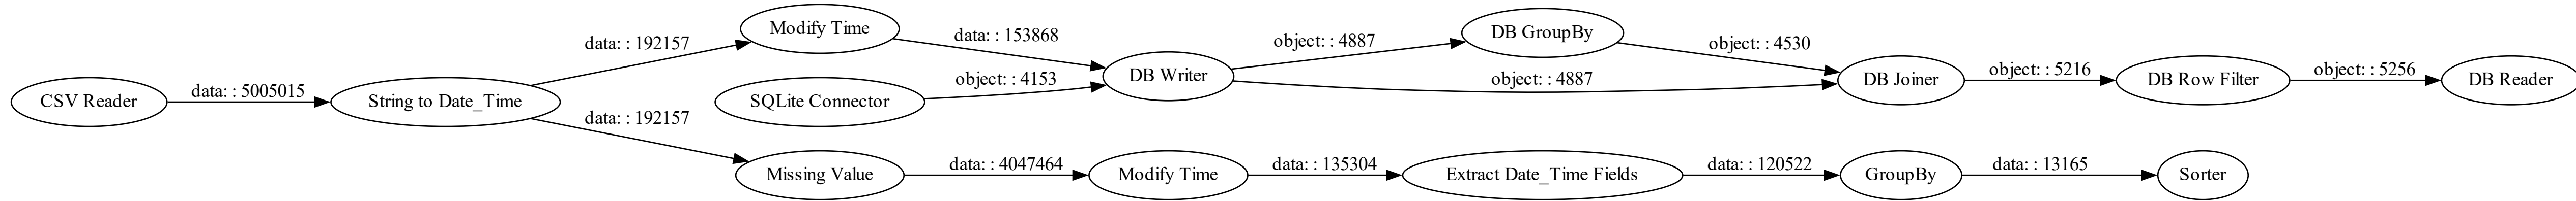 CSV Reader
data: : 5005015
String to Date_Time
data: : 192157
data: : 192157
Modify Time
data: : 153868
SQLite Connector
object: : 4153
DB Writer
object: : 4887
object: : 4887
DB GroupBy
object: : 4530
DB Joiner
object: : 5216
DB Row Filter
object: : 5256
DB Reader
Missing Value
data: : 4047464
Modify Time
data: : 135304
Extract Date_Time Fields
data: : 120522
GroupBy
data: : 13165
Sorter